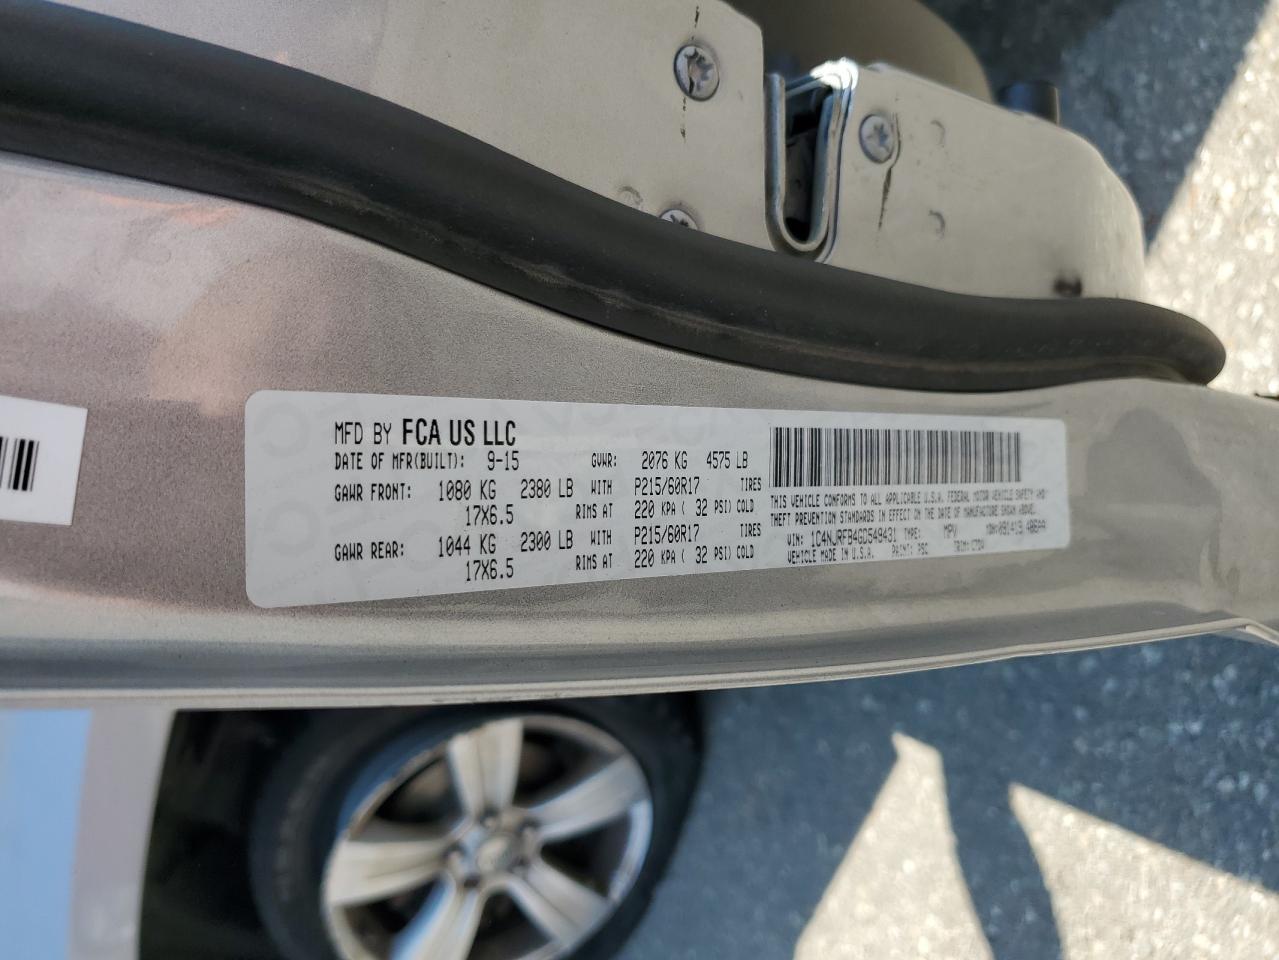 MFD BY FCA US LLC
DATE OF MFR(BUILT): 9-15 GVWR: 2076 KG 4575 LB
GAWR FRONT: 1080 KG 2380 LB WITH P215/60R17 TIRES
17X6.5 RIMS AT 220 KPA ( 32 PSI) COLD
GAWR REAR: 1044 KG 2300 LB WITH P215/60R17 TIRES
17X6.5 RIMS AT 220 KPA ( 32 PSI) COLD
THIS VEHICLE CONFORMS TO ALL APPLICABLE U.S.A. FEDERAL MOTOR VEHICLE SAFETY AND
THEFT PREVENTION STANDARDS IN EFFECT ON THE DATE OF MANUFACTURE SHOWN ABOVE.
VIN: 1C4NJRFB4GD549431 TYPE: MPV MDH:091419
VEHICLE MADE IN U.S.A. PAINT: PSC TRIM: